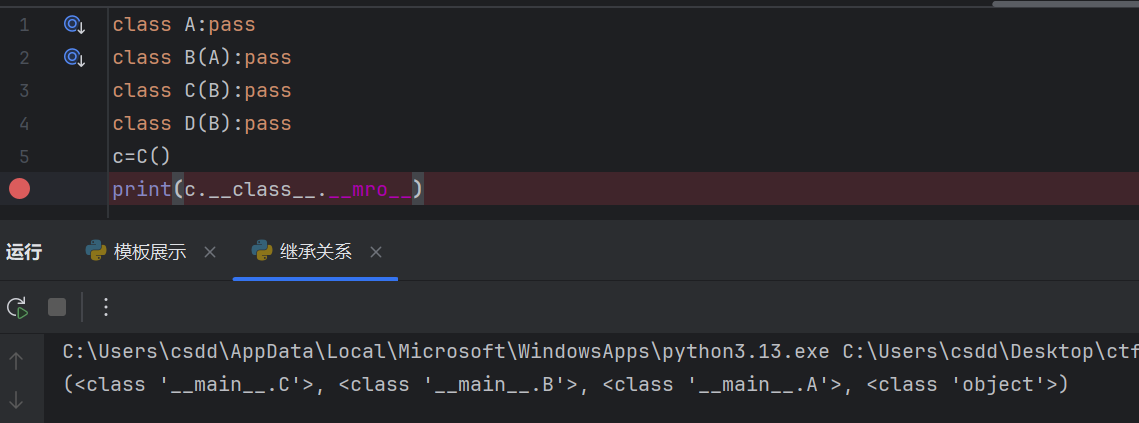 1 class A:pass
2 class B(A):pass
3 class C(B):pass
4 class D(B):pass
5 c=C()
print(c.__class__.__mro__)
运行 模板展示 × 继承关系 ×
C:\Users\csdd\AppData\Local\Microsoft\WindowsApps\python3.13.exe C:\Users\csdd\Desktop\ctf
(<class '__main__.C'>, <class '__main__.B'>, <class '__main__.A'>, <class 'object'>)